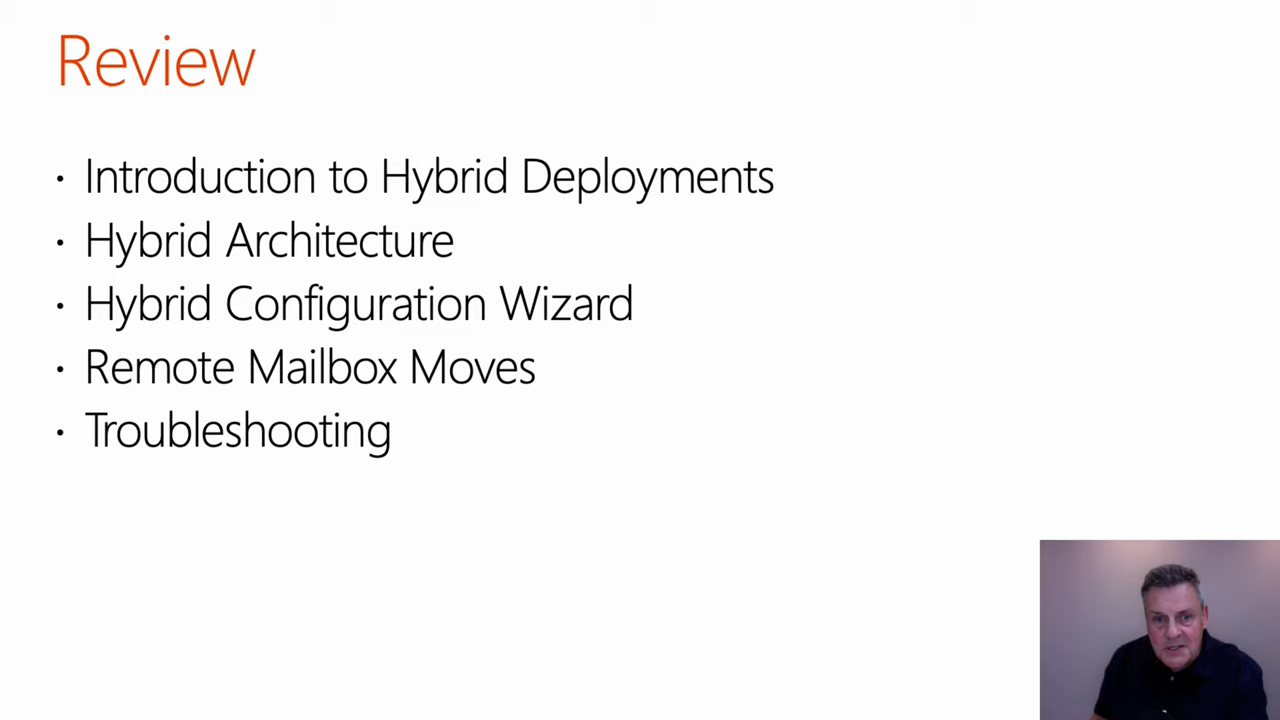 Review
· Introduction to Hybrid Deployments
· Hybrid Architecture
· Hybrid Configuration Wizard
· Remote Mailbox Moves
· Troubleshooting